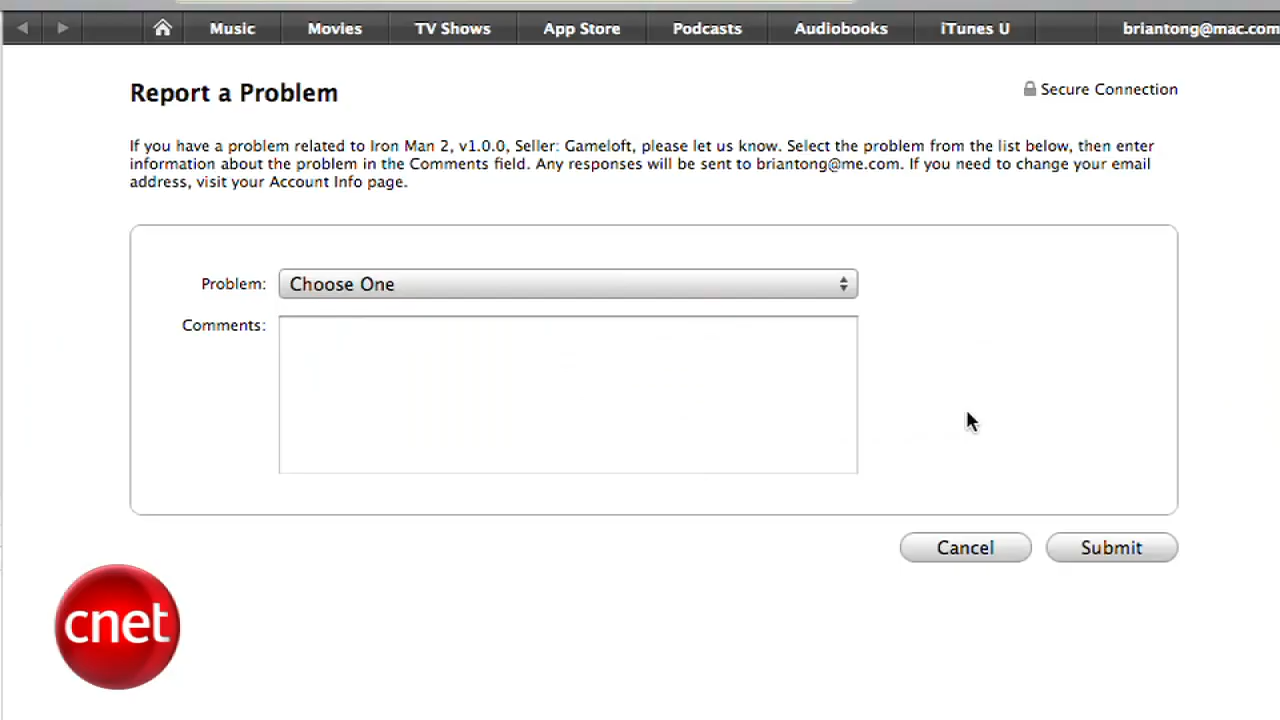 Music Movies TV Shows App Store Podcasts Audiobooks iTunes U briantong@mac.com
Report a Problem
Secure Connection
If you have a problem related to Iron Man 2, v1.0.0, Seller: Gameloft, please let us know. Select the problem from the list below, then enter
information about the problem in the Comments field. Any responses will be sent to briantong@me.com. If you need to change your email
address, visit your Account Info page.
Problem: Choose One
Comments:
Cancel Submit
cnet